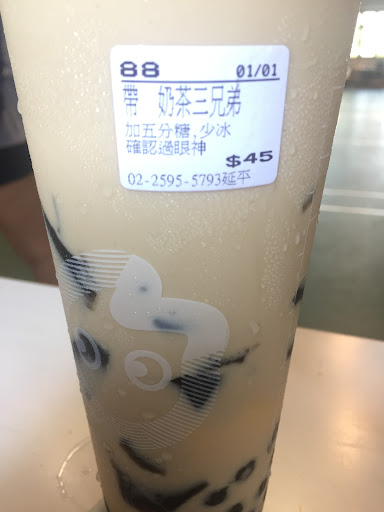 88 01/01
帶 奶茶三兄弟
加五分糖,少冰
確認過眼神
$45
02-2595-5793延平